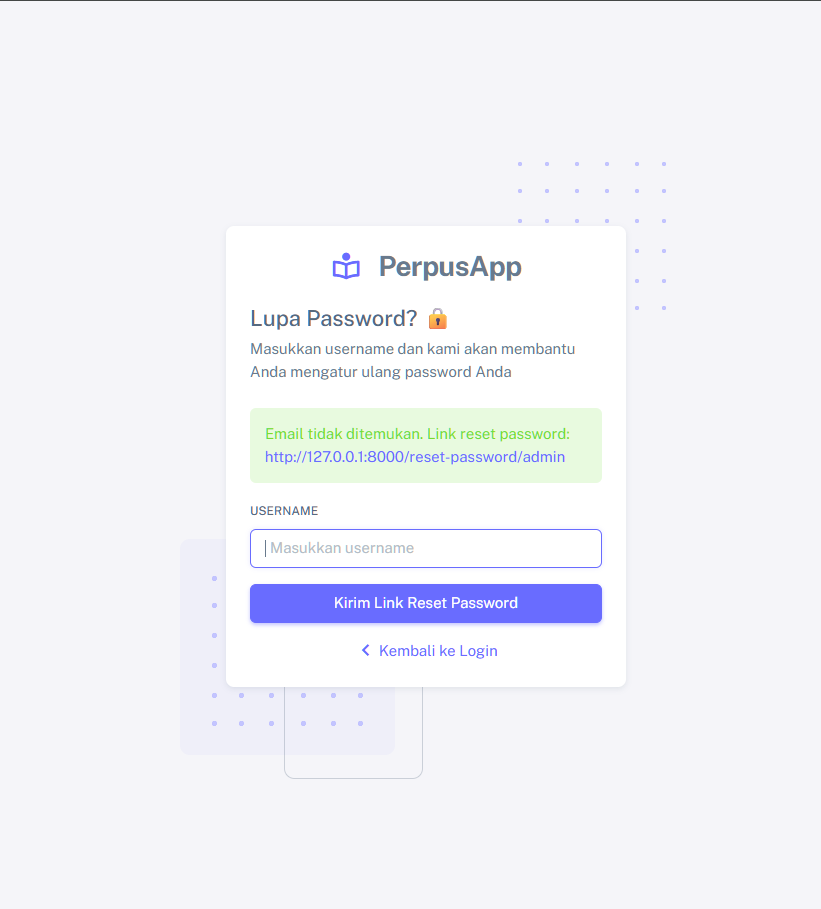 PerpusApp
Lupa Password? 🔒
Masukkan username dan kami akan membantu
Anda mengatur ulang password Anda
Email tidak ditemukan. Link reset password:
http://127.0.0.1:8000/reset-password/admin
USERNAME
Masukkan username
Kirim Link Reset Password
Kembali ke Login